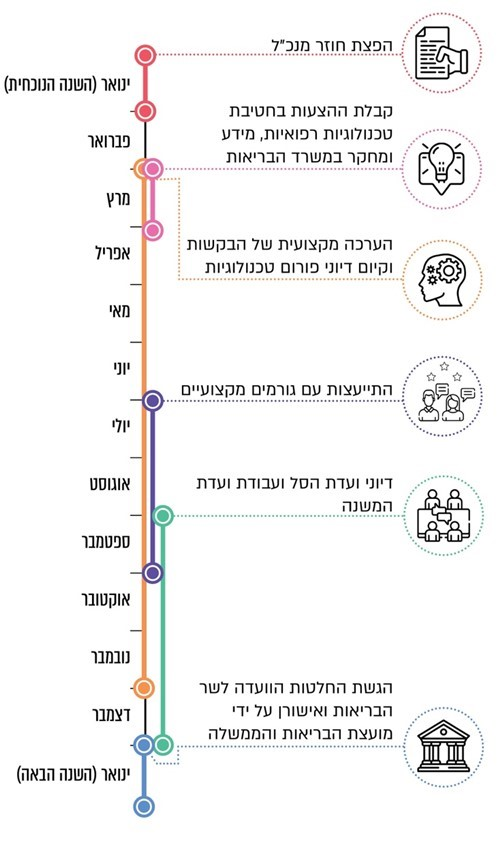 הפצת חוזר מנכ"ל
ינואר (השנה הנוכחית)
קבלת ההצעות בחטיבת
טכנולוגיות רפואיות, מידע
ומחקר במשרד הבריאות
פברואר
מרץ
הערכה מקצועית של הבקשות
וקיום דיוני פורום טכנולוגיות
אפריל
מאי
יוני
התייעצות עם גורמים מקצועיים
יולי
דיוני ועדת הסל ועבודת ועדת
המשנה
אוגוסט
ספטמבר
אוקטובר
נובמבר
הגשת החלטות הוועדה לשר
הבריאות ואישורן על ידי
מועצת הבריאות והממשלה
דצמבר
ינואר (השנה הבאה)